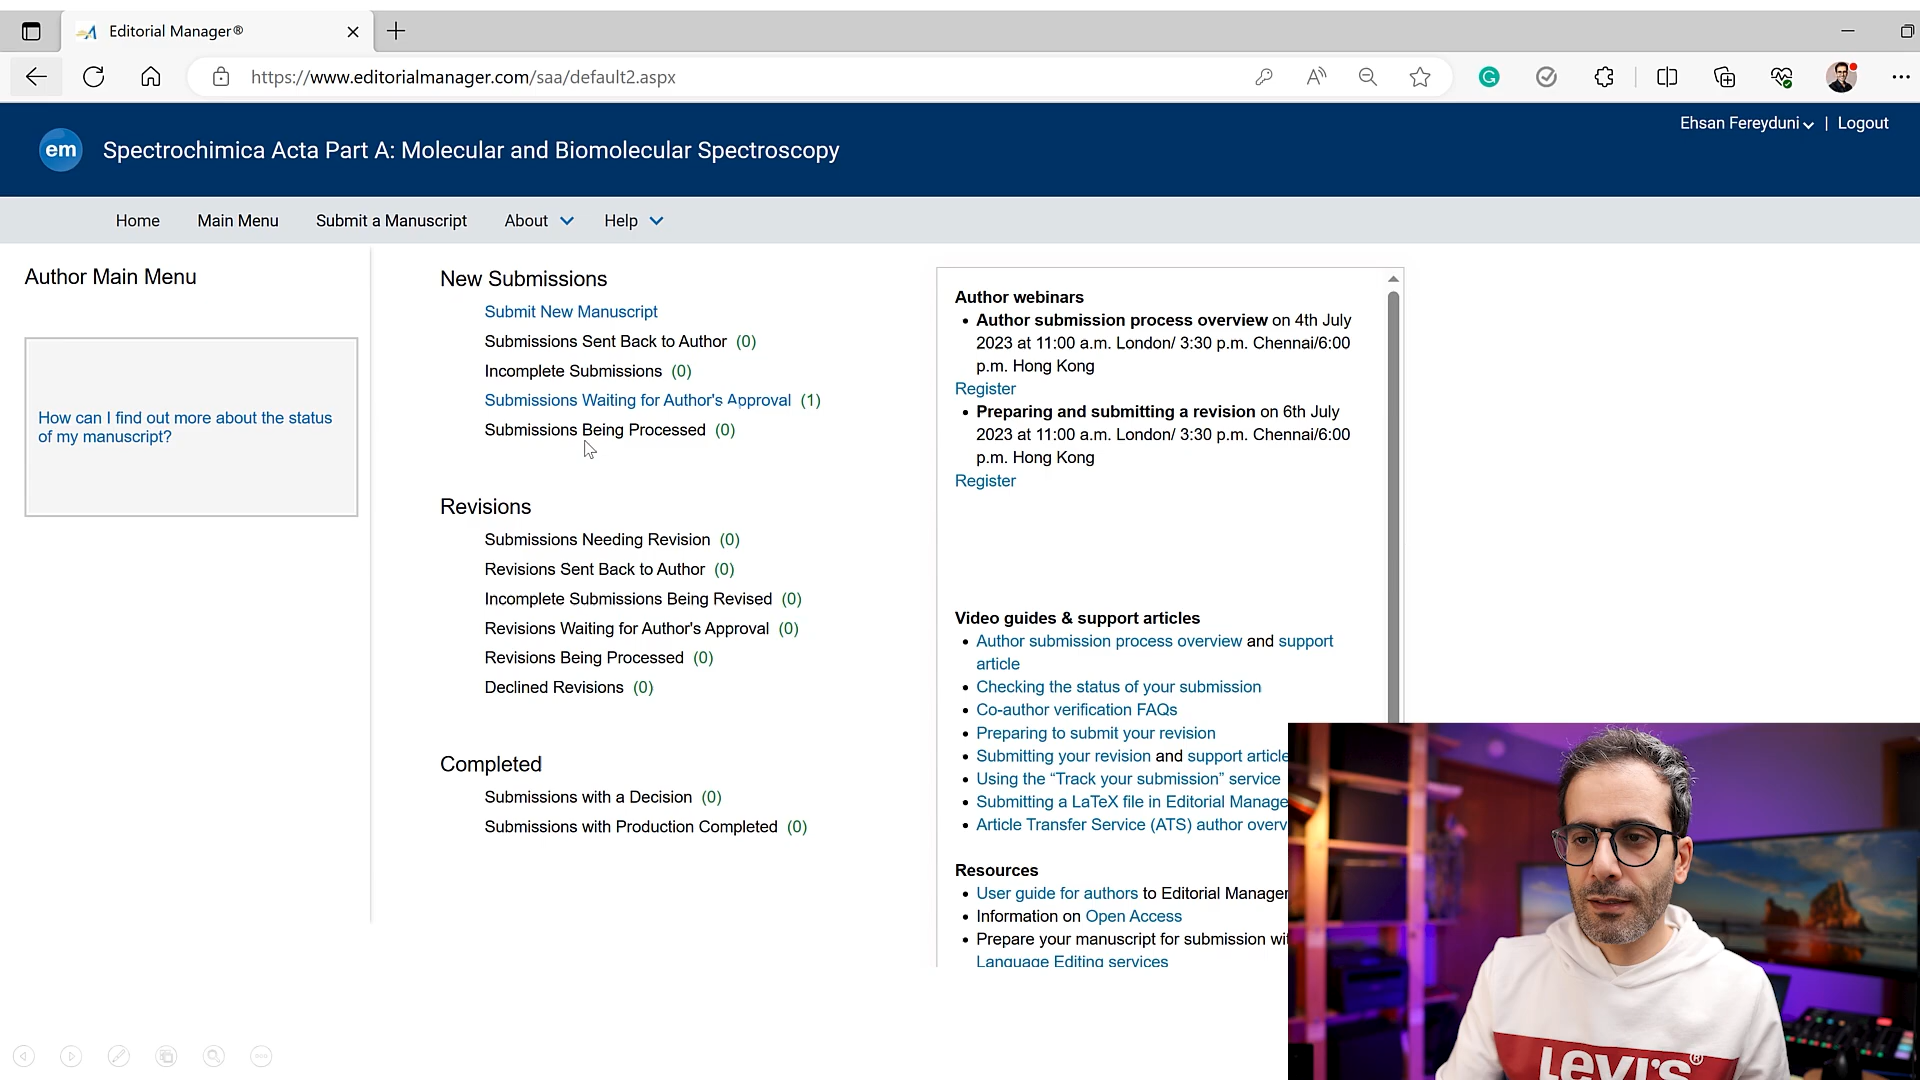 Editorial Manager®
https://www.editorialmanager.com/saa/default2.aspx
Ehsan Fereyduni | Logout
em Spectrochimica Acta Part A: Molecular and Biomolecular Spectroscopy
Home Main Menu Submit a Manuscript About Help
Author Main Menu
How can I find out more about the status
of my manuscript?
New Submissions
Submit New Manuscript
Submissions Sent Back to Author (0)
Incomplete Submissions (0)
Submissions Waiting for Author's Approval (1)
Submissions Being Processed (0)
Revisions
Submissions Needing Revision (0)
Revisions Sent Back to Author (0)
Incomplete Submissions Being Revised (0)
Revisions Waiting for Author's Approval (0)
Revisions Being Processed (0)
Declined Revisions (0)
Completed
Submissions with a Decision (0)
Submissions with Production Completed (0)
Author webinars
Author submission process overview on 4th July
2023 at 11:00 a.m. London/ 3:30 p.m. Chennai/6:00
p.m. Hong Kong
Register
Preparing and submitting a revision on 6th July
2023 at 11:00 a.m. London/ 3:30 p.m. Chennai/6:00
p.m. Hong Kong
Register
Video guides & support articles
Author submission process overview and support
article
Checking the status of your submission
Co-author verification FAQs
Preparing to submit your revision
Submitting your revision and support article
Using the “Track your submission” service
Submitting a LaTeX file in Editorial Manage
Article Transfer Service (ATS) author overv
Resources
User guide for authors to Editorial Manager
Information on Open Access
Prepare your manuscript for submission wi
Language Editing services
Levi's®